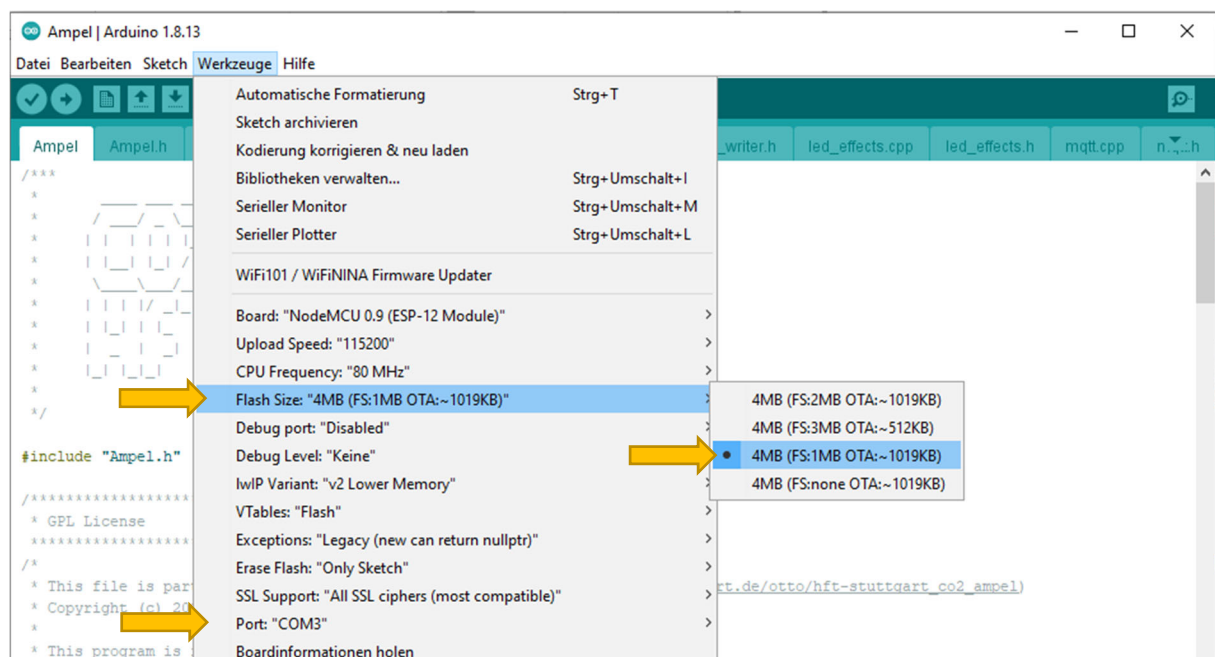 Ampel | Arduino 1.8.13
Datei Bearbeiten Sketch Werkzeuge Hilfe
Ampel Ampel.h _writer.h led_effects.cpp led_effects.h mqtt.cpp
Automatische Formatierung Strg+T
Sketch archivieren
Kodierung korrigieren & neu laden
Bibliotheken verwalten... Strg+Umschalt+I
Serieller Monitor Strg+Umschalt+M
Serieller Plotter Strg+Umschalt+L
WiFi101 / WiFiNINA Firmware Updater
Board: "NodeMCU 0.9 (ESP-12 Module)"
Upload Speed: "115200"
CPU Frequency: "80 MHz"
Flash Size: "4MB (FS:1MB OTA:~1019KB)"
Debug port: "Disabled"
Debug Level: "Keine"
lwIP Variant: "v2 Lower Memory"
VTables: "Flash"
Exceptions: "Legacy (new can return nullptr)"
Erase Flash: "Only Sketch"
SSL Support: "All SSL ciphers (most compatible)"
Port: "COM3"
Boardinformationen holen
4MB (FS:2MB OTA:~1019KB)
4MB (FS:3MB OTA:~512KB)
4MB (FS:1MB OTA:~1019KB)
4MB (FS:none OTA:~1019KB)
/***
*/
#include "Ampel.h"
/********************
* GPL License
********************
/*
* This file is par rt.de/otto/hft-stuttgart_co2_ampel)
* Copyright (c) 20
*
* This program is